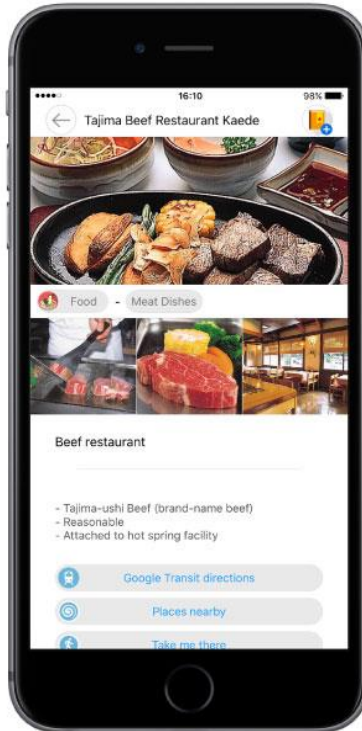 16:10
98%
Tajima Beef Restaurant Kaede
Food - Meat Dishes
Beef restaurant
- Tajima-ushi Beef (brand-name beef)
- Reasonable
- Attached to hot spring facility
Google Transit directions
Places nearby
Take me there